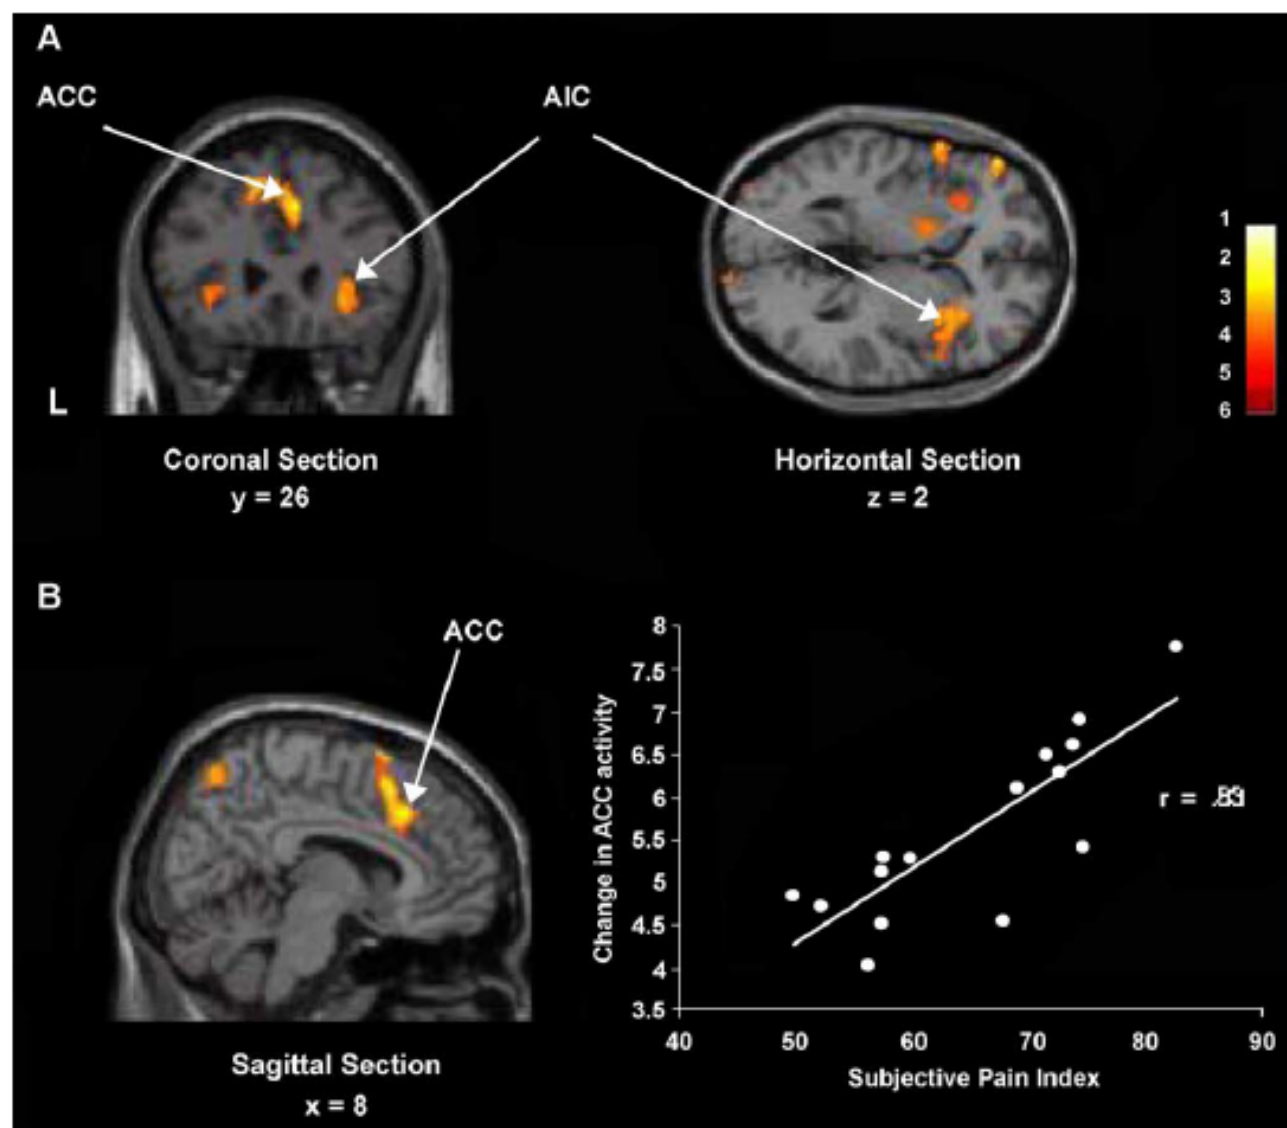 A
ACC
AIC
1
2
3
4
5
6
L
Coronal Section
y = 26
Horizontal Section
z = 2
B
ACC
8
7.5
7
6.5
6
5.5
5
4.5
4
3.5
Change in ACC activity
r =
40 50 60 70 80 90
Subjective Pain Index
Sagittal Section
x = 8